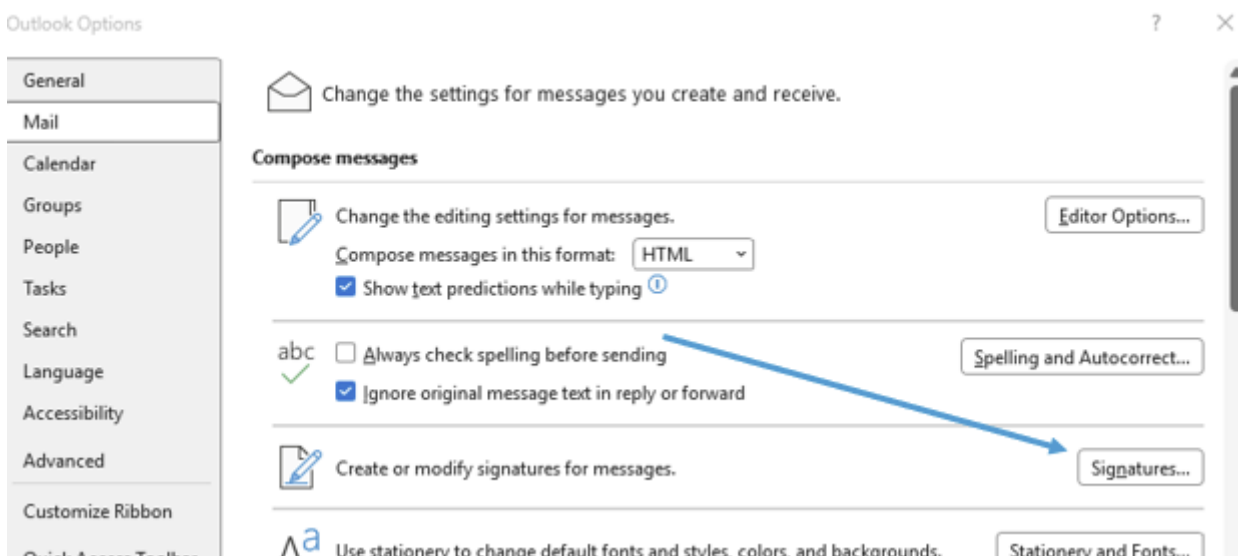 Outlook Options
?
General
Mail
Calendar
Groups
People
Tasks
Search
Language
Accessibility
Advanced
Customize Ribbon
Quick Access Toolbar
Change the settings for messages you create and receive.
Compose messages
Change the editing settings for messages.
Editor Options...
Compose messages in this format: HTML
Show text predictions while typing
abc
Always check spelling before sending
Spelling and Autocorrect...
Ignore original message text in reply or forward
Create or modify signatures for messages.
Signatures...
Aa
Use stationery to change default fonts and styles, colors, and backgrounds.
Stationery and Fonts...